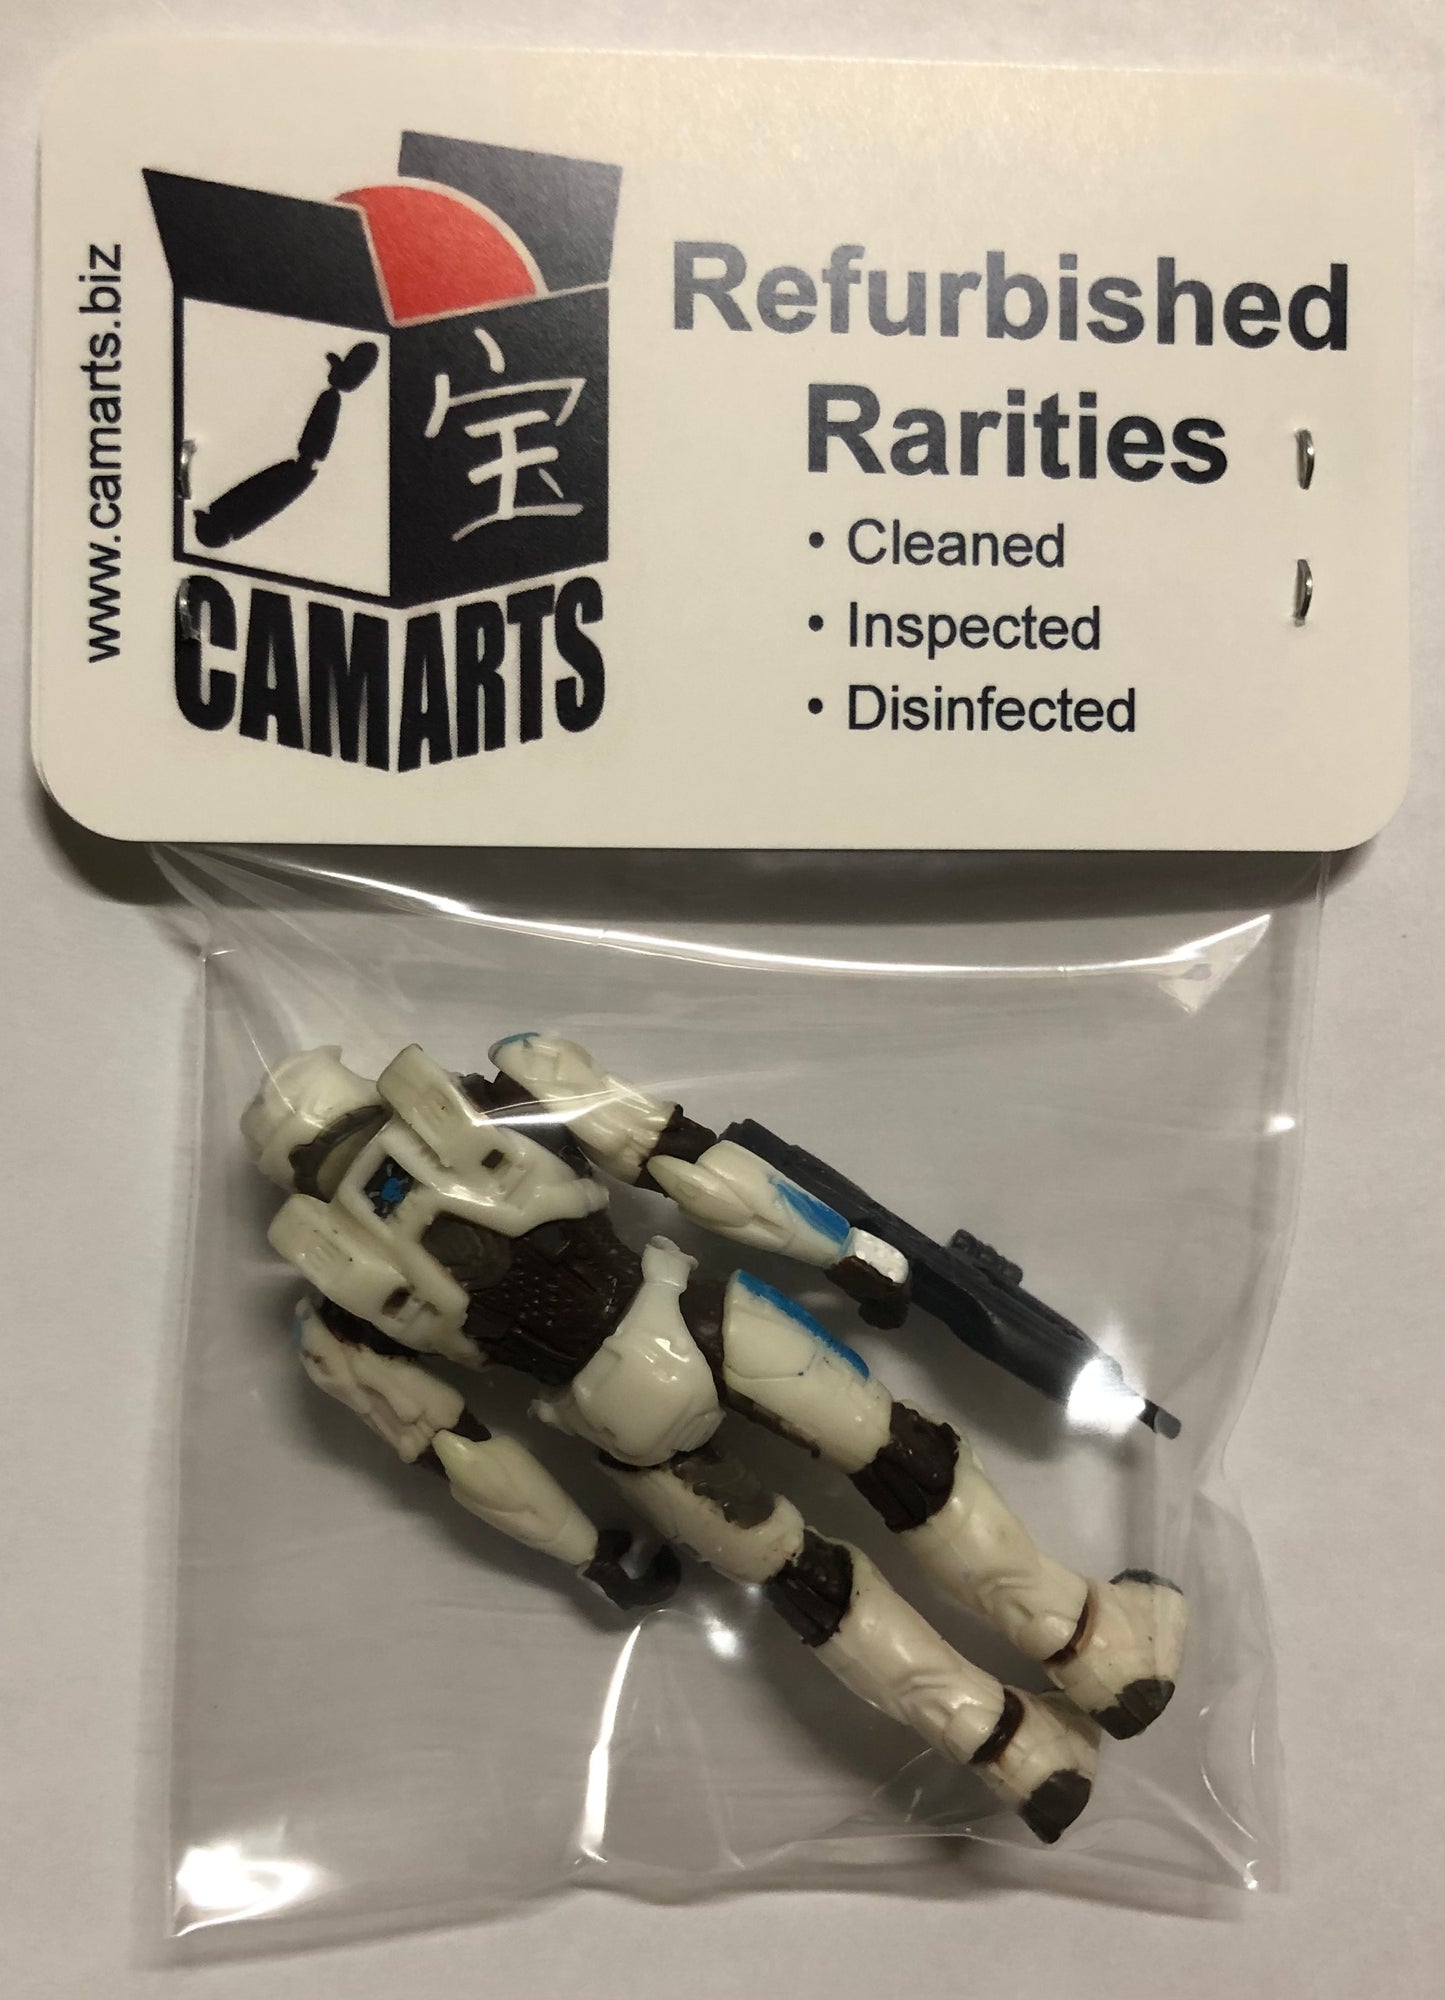 www.camarts.biz
宝
CAMARTS
Refurbished
Rarities
• Cleaned
• Inspected
• Disinfected